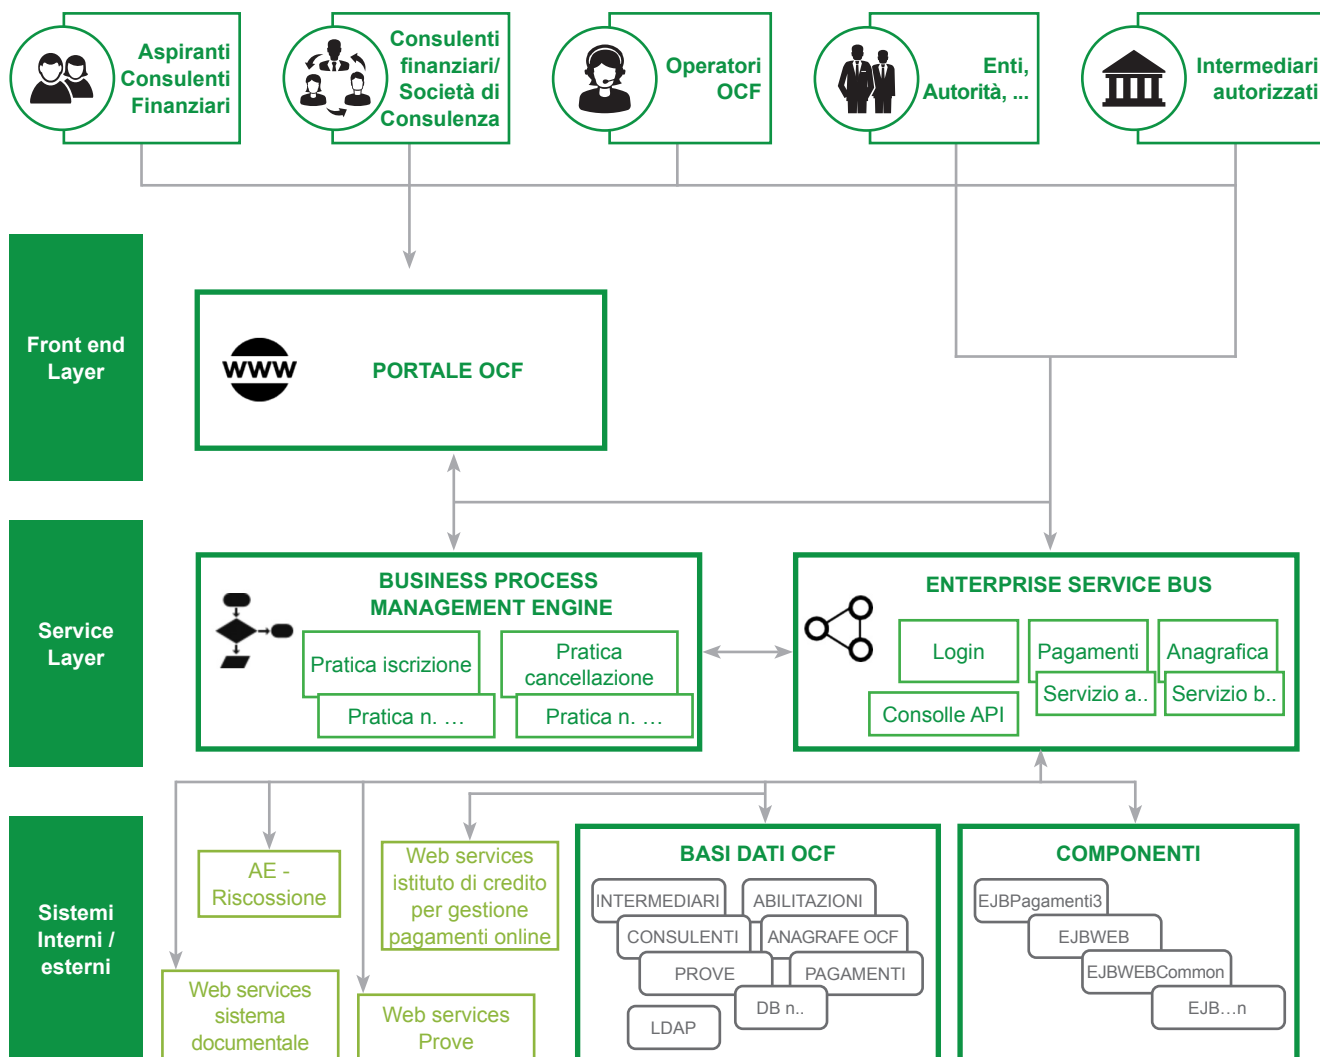 Aspiranti
Consulenti
Finanziari
Consulenti
finanziari/
Società di
Consulenza
Operatori
OCF
Enti,
Autorità, ...
Intermediari
autorizzati
Front end
Layer
WWW
PORTALE OCF
Service
Layer
BUSINESS PROCESS
MANAGEMENT ENGINE
Pratica iscrizione
Pratica
cancellazione
Pratica n. …
Pratica n. …
ENTERPRISE SERVICE BUS
Login
Pagamenti
Anagrafica
Servizio a..
Servizio b..
Consolle API
Sistemi
Interni /
esterni
AE -
Riscossione
Web services
istituto di credito
per gestione
pagamenti online
Web services
sistema
documentale
Web services
Prove
BASI DATI OCF
INTERMEDIARI
ABILITAZIONI
CONSULENTI
ANAGRAFE OCF
PROVE
PAGAMENTI
DB n..
LDAP
COMPONENTI
EJBPagamenti3
EJBWEB
EJBWEBCommon
EJB…n